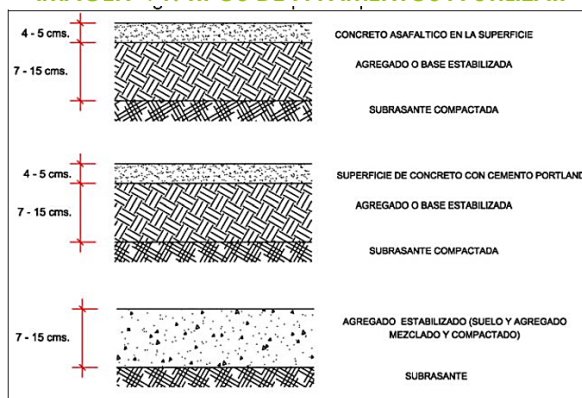 4 - 5 cms.
CONCRETO ASAFALTICO EN LA SUPERFICIE
7 - 15 cms.
AGREGADO O BASE ESTABILIZADA
SUBRASANTE COMPACTADA
4 - 5 cms.
SUPERFICIE DE CONCRETO CON CEMENTO PORTLAND
7 - 15 cms.
AGREGADO O BASE ESTABILIZADA
SUBRASANTE COMPACTADA
7 - 15 cms.
AGREGADO ESTABILIZADO (SUELO Y AGREGADO
MEZCLADO Y COMPACTADO)
SUBRASANTE